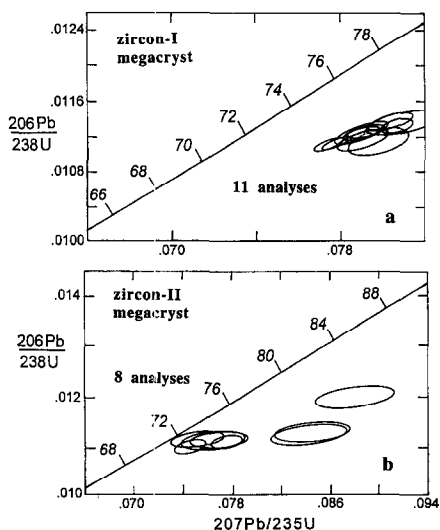 .0124
zircon-I
megacryst
78
76
74
.0116
206Pb
238U
72
70
.0108
68
66
11 analyses
a
.0100
.070
.078
.014
zircon-II
megacryst
88
84
206Pb
238U
80
8 analyses
76
.012
72
68
b
.010
.070
.078
.086
.094
207Pb/235U